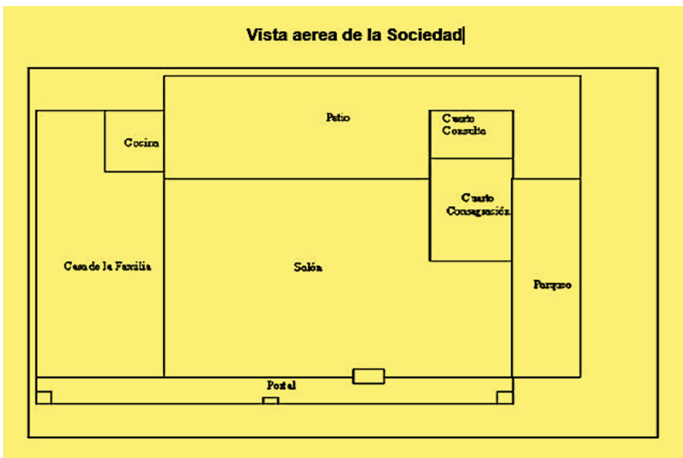 Vista aerea de la Sociedad
Patio
Cuarto
Consulta
Cocina
Cuarto
Consagración
Casa de la Familia
Salón
Parqueo
Portal